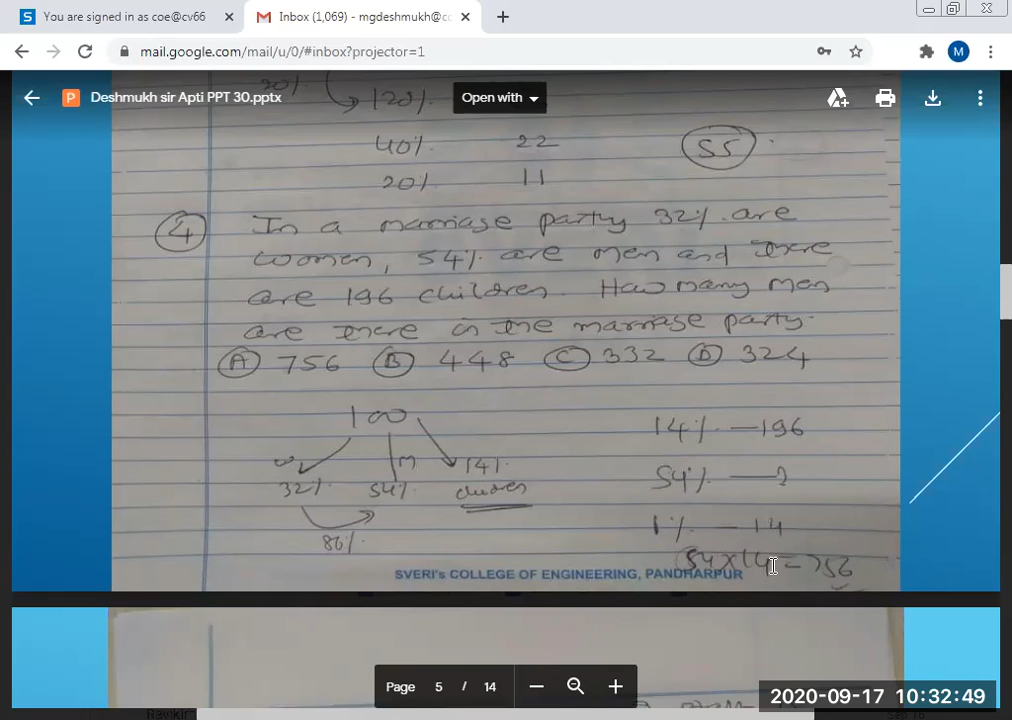 You are signed in as coe@cv66
Inbox (1,069) - mgdeshmukh@co
mail.google.com/mail/u/0/#inbox?projector=1
Deshmukh sir Apti PPT 30.pptx
Open with
20%
120%
40% 22
55
20% 11
4 In a marriage party 32% are
women, 54% are men and there
are 196 children. How many men
are there in the marriage party.
A 756 B 448 C 332 D 324
100
14% — 196
w m 14%
32% 54% children
54% — ?
86%
1% — 14
54x14 = 756
SVERI's COLLEGE OF ENGINEERING, PANDHARPUR
Page 5 / 14
2020-09-17 10:32:49